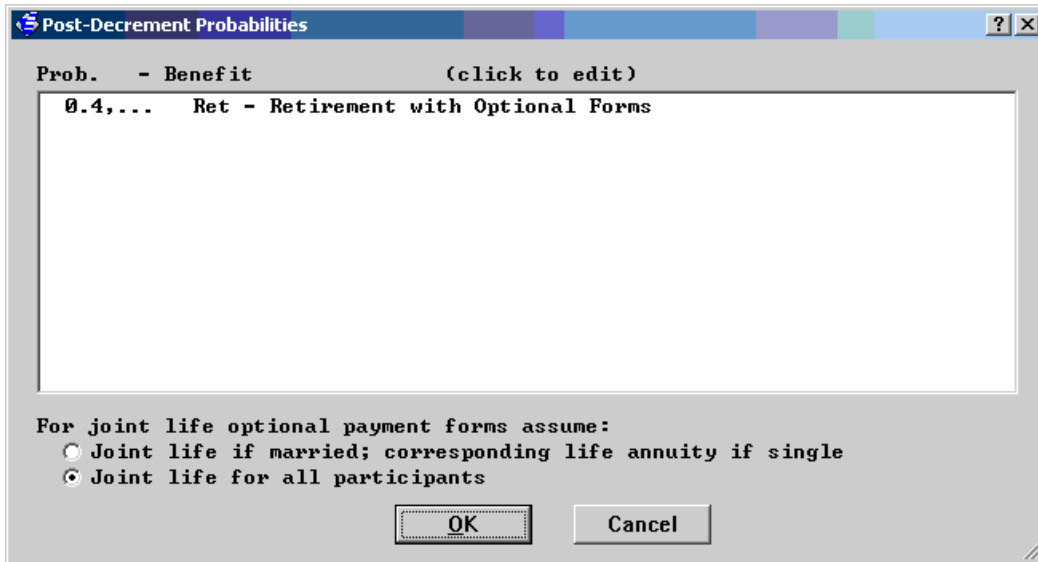 Post-Decrement Probabilities
Prob. - Benefit (click to edit)
0.4,... Ret - Retirement with Optional Forms
For joint life optional payment forms assume:
Joint life if married; corresponding life annuity if single
Joint life for all participants
OK Cancel